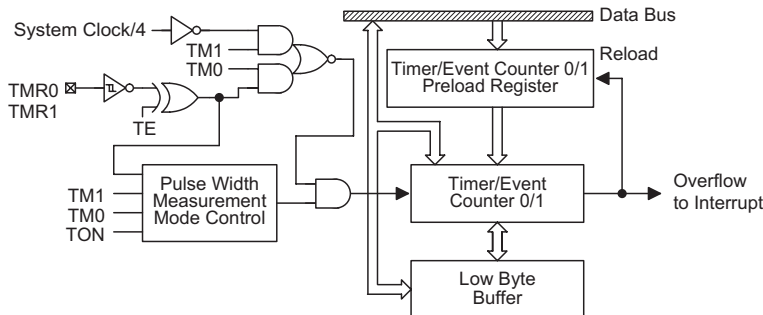 Data Bus
System Clock/4
TM1
TM0
Reload
Timer/Event Counter 0/1
Preload Register
TMR0
TMR1
TE
Pulse Width
Measurement
Mode Control
TM1
TM0
TON
Timer/Event
Counter 0/1
Overflow
to Interrupt
Low Byte
Buffer